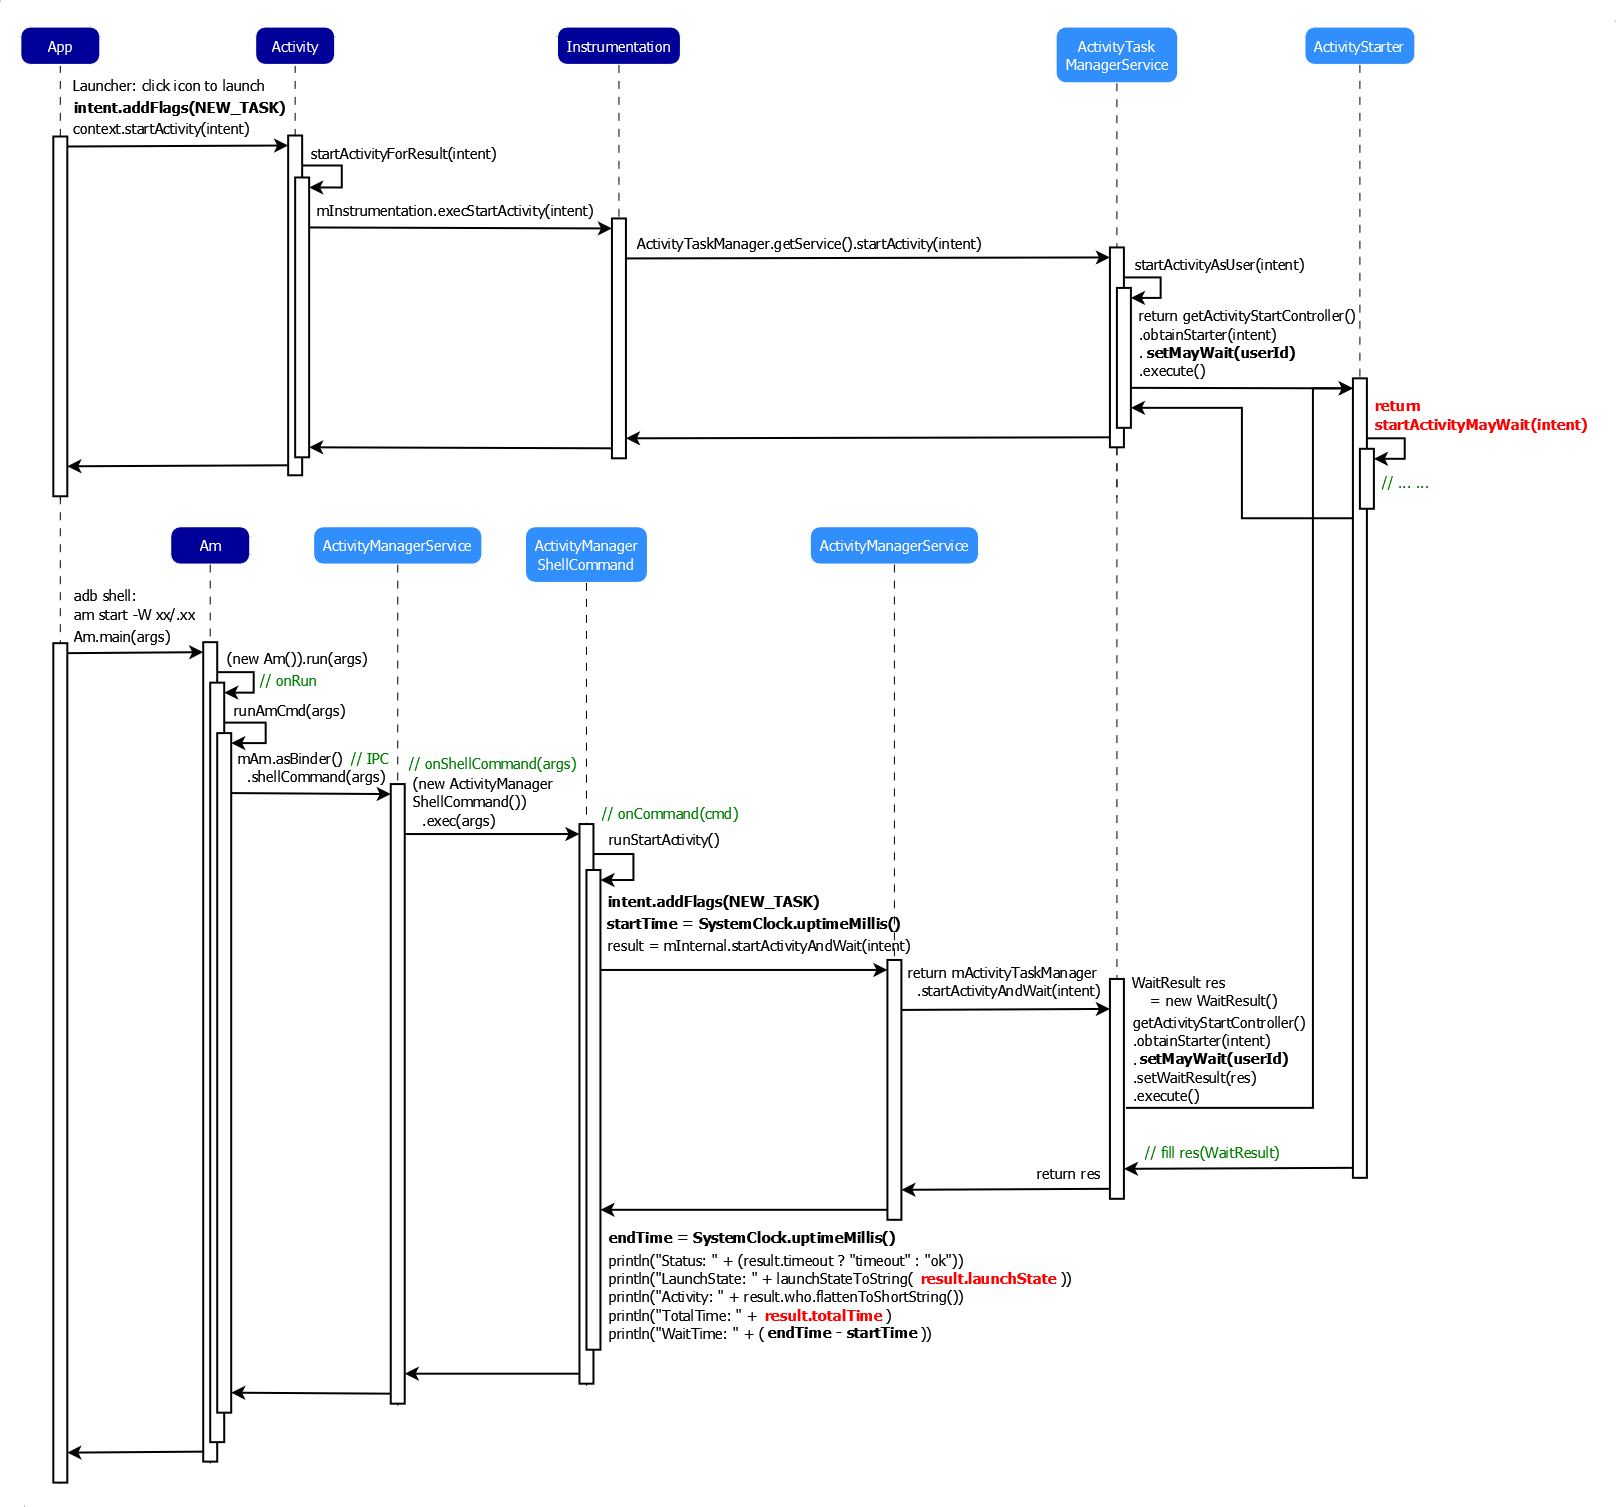 App
Activity
Instrumentation
ActivityTask
ManagerService
ActivityStarter
Launcher: click icon to launch
intent.addFlags(NEW_TASK)
context.startActivity(intent)
startActivityForResult(intent)
mInstrumentation.execStartActivity(intent)
ActivityTaskManager.getService().startActivity(intent)
startActivityAsUser(intent)
return getActivityStartController()
.obtainStarter(intent)
. setMayWait(userId)
.execute()
return
startActivityMayWait(intent)
// ... ...
Am
ActivityManagerService
ActivityManager
ShellCommand
ActivityManagerService
adb shell:
am start -W xx/.xx
Am.main(args)
(new Am()).run(args)
// onRun
runAmCmd(args)
mAm.asBinder() // IPC
.shellCommand(args)
// onShellCommand(args)
(new ActivityManager
ShellCommand())
.exec(args)
// onCommand(cmd)
runStartActivity()
intent.addFlags(NEW_TASK)
startTime = SystemClock.uptimeMillis()
result = mInternal.startActivityAndWait(intent)
return mActivityTaskManager
.startActivityAndWait(intent)
WaitResult res
= new WaitResult()
getActivityStartController()
.obtainStarter(intent)
. setMayWait(userId)
.setWaitResult(res)
.execute()
// fill res(WaitResult)
return res
endTime = SystemClock.uptimeMillis()
println("Status: " + (result.timeout ? "timeout" : "ok"))
println("LaunchState: " + launchStateToString( result.launchState ))
println("Activity: " + result.who.flattenToShortString())
println("TotalTime: " + result.totalTime )
println("WaitTime: " + ( endTime - startTime ))